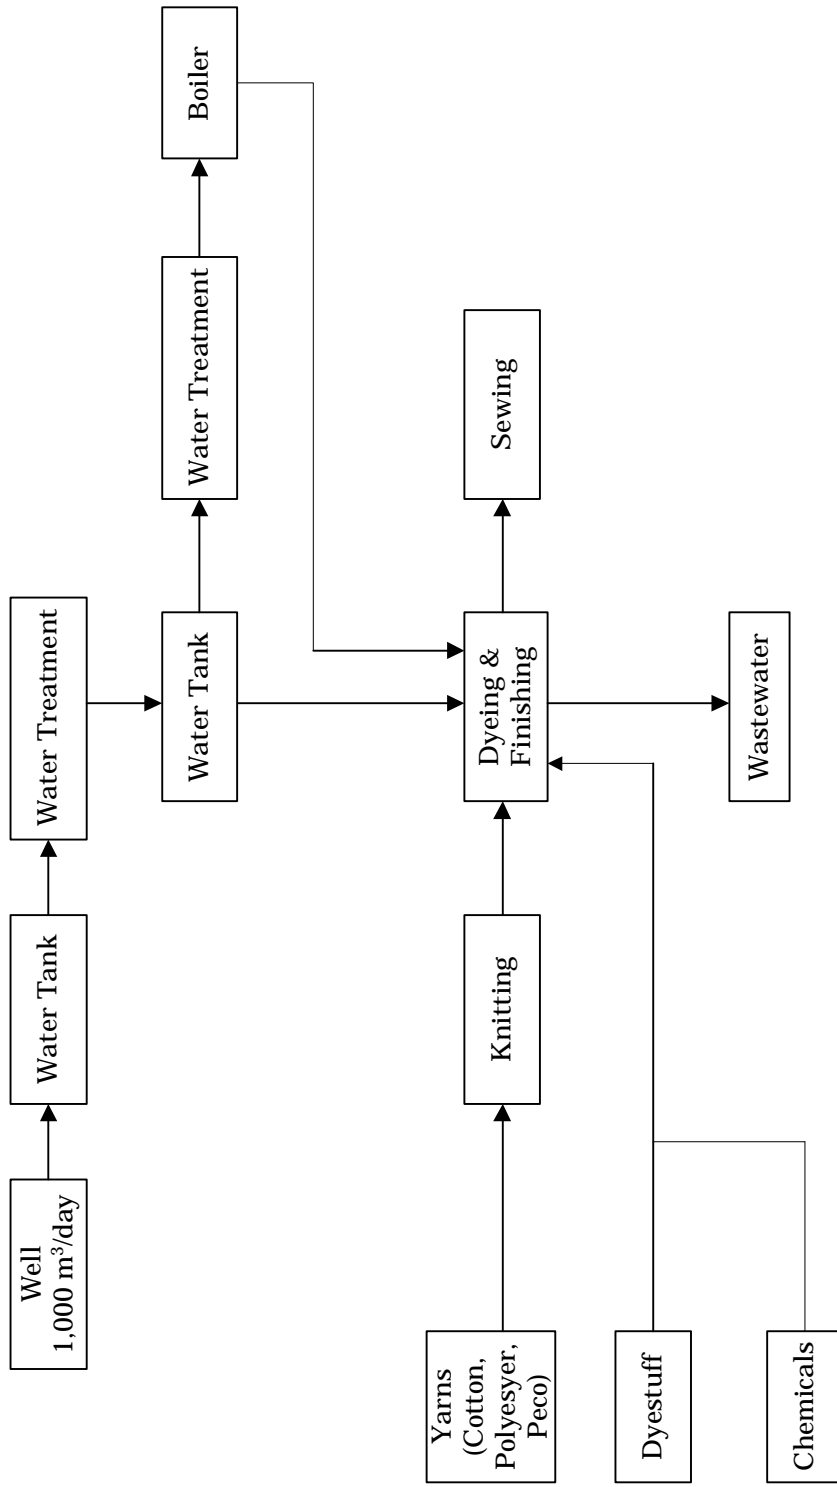 Well
1,000 m³/day
Water Tank
Water Treatment
Water Tank
Water Treatment
Boiler
Yarns
(Cotton,
Polyesyer,
Peco)
Knitting
Dyeing &
Finishing
Sewing
Dyestuff
Wastewater
Chemicals